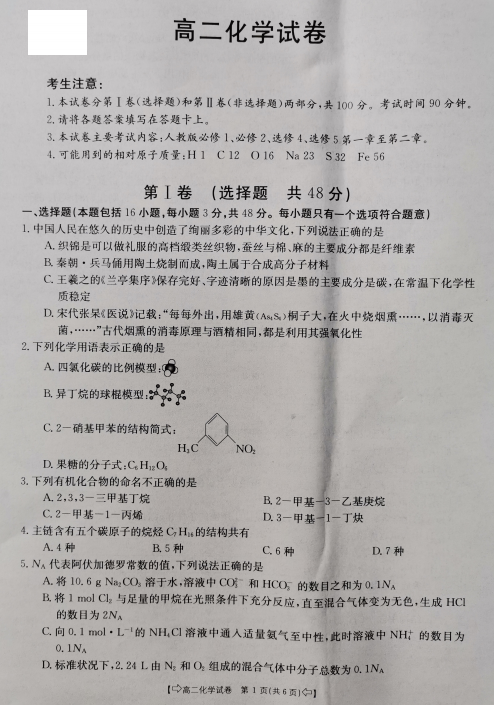 高二化学试卷
考生注意:
1.本试卷分第Ⅰ卷(选择题)和第Ⅱ卷(非选择题)两部分,共100分。考试时间90分钟。
2.请将各题答案填写在答题卡上。
3.本试卷主要考试内容:人教版必修1、必修2、选修4、选修5第一章至第二章。
4.可能用到的相对原子质量:H 1 C 12 O 16 Na 23 S 32 Fe 56
第Ⅰ卷 (选择题 共48分)
一、选择题(本题包括16小题,每小题3分,共48分。每小题只有一个选项符合题意)
1.中国人民在悠久的历史中创造了绚丽多彩的中华文化,下列说法正确的是
A.织锦是可以做礼服的高档缎类丝织物,蚕丝与棉、麻的主要成分都是纤维素
B.秦朝·兵马俑用陶土烧制而成,陶土属于合成高分子材料
C.王羲之的《兰亭集序》保存完好、字迹清晰的原因是墨的主要成分是碳,在常温下化学性
质稳定
D.宋代张杲《医说》记载:“每每外出,用雄黄(As₄S₄)桐子大,在火中烧烟熏……,以消毒灭
菌,……”古代烟熏的消毒原理与酒精相同,都是利用其强氧化性
2.下列化学用语表示正确的是
A.四氯化碳的比例模型:
B.异丁烷的球棍模型:
C.2-硝基甲苯的结构简式:
H₃C NO₂
D.果糖的分子式:C₆H₁₂O₆
3.下列有机化合物的命名不正确的是
A.2,3,3-三甲基丁烷 B.2-甲基-3-乙基庚烷
C.2-甲基-1-丙烯 D.3-甲基-1-丁炔
4.主链含有五个碳原子的烷烃C₇H₁₆的结构共有
A.4种 B.5种 C.6种 D.7种
5.Nₐ代表阿伏加德罗常数的值,下列说法正确的是
A.将10.6 g Na₂CO₃溶于水,溶液中CO₃²⁻和HCO₃⁻的数目之和为0.1Nₐ
B.将1 mol Cl₂与足量的甲烷在光照条件下充分反应,直至混合气体变为无色,生成HCl
的数目为2Nₐ
C.向0.1 mol·L⁻¹的NH₄Cl溶液中通入适量氨气至中性,此时溶液中NH₄⁺的数目为
0.1Nₐ
D.标准状况下,2.24 L由N₂和O₂组成的混合气体中分子总数为0.1Nₐ
【高二化学试卷 第1页(共6页)】